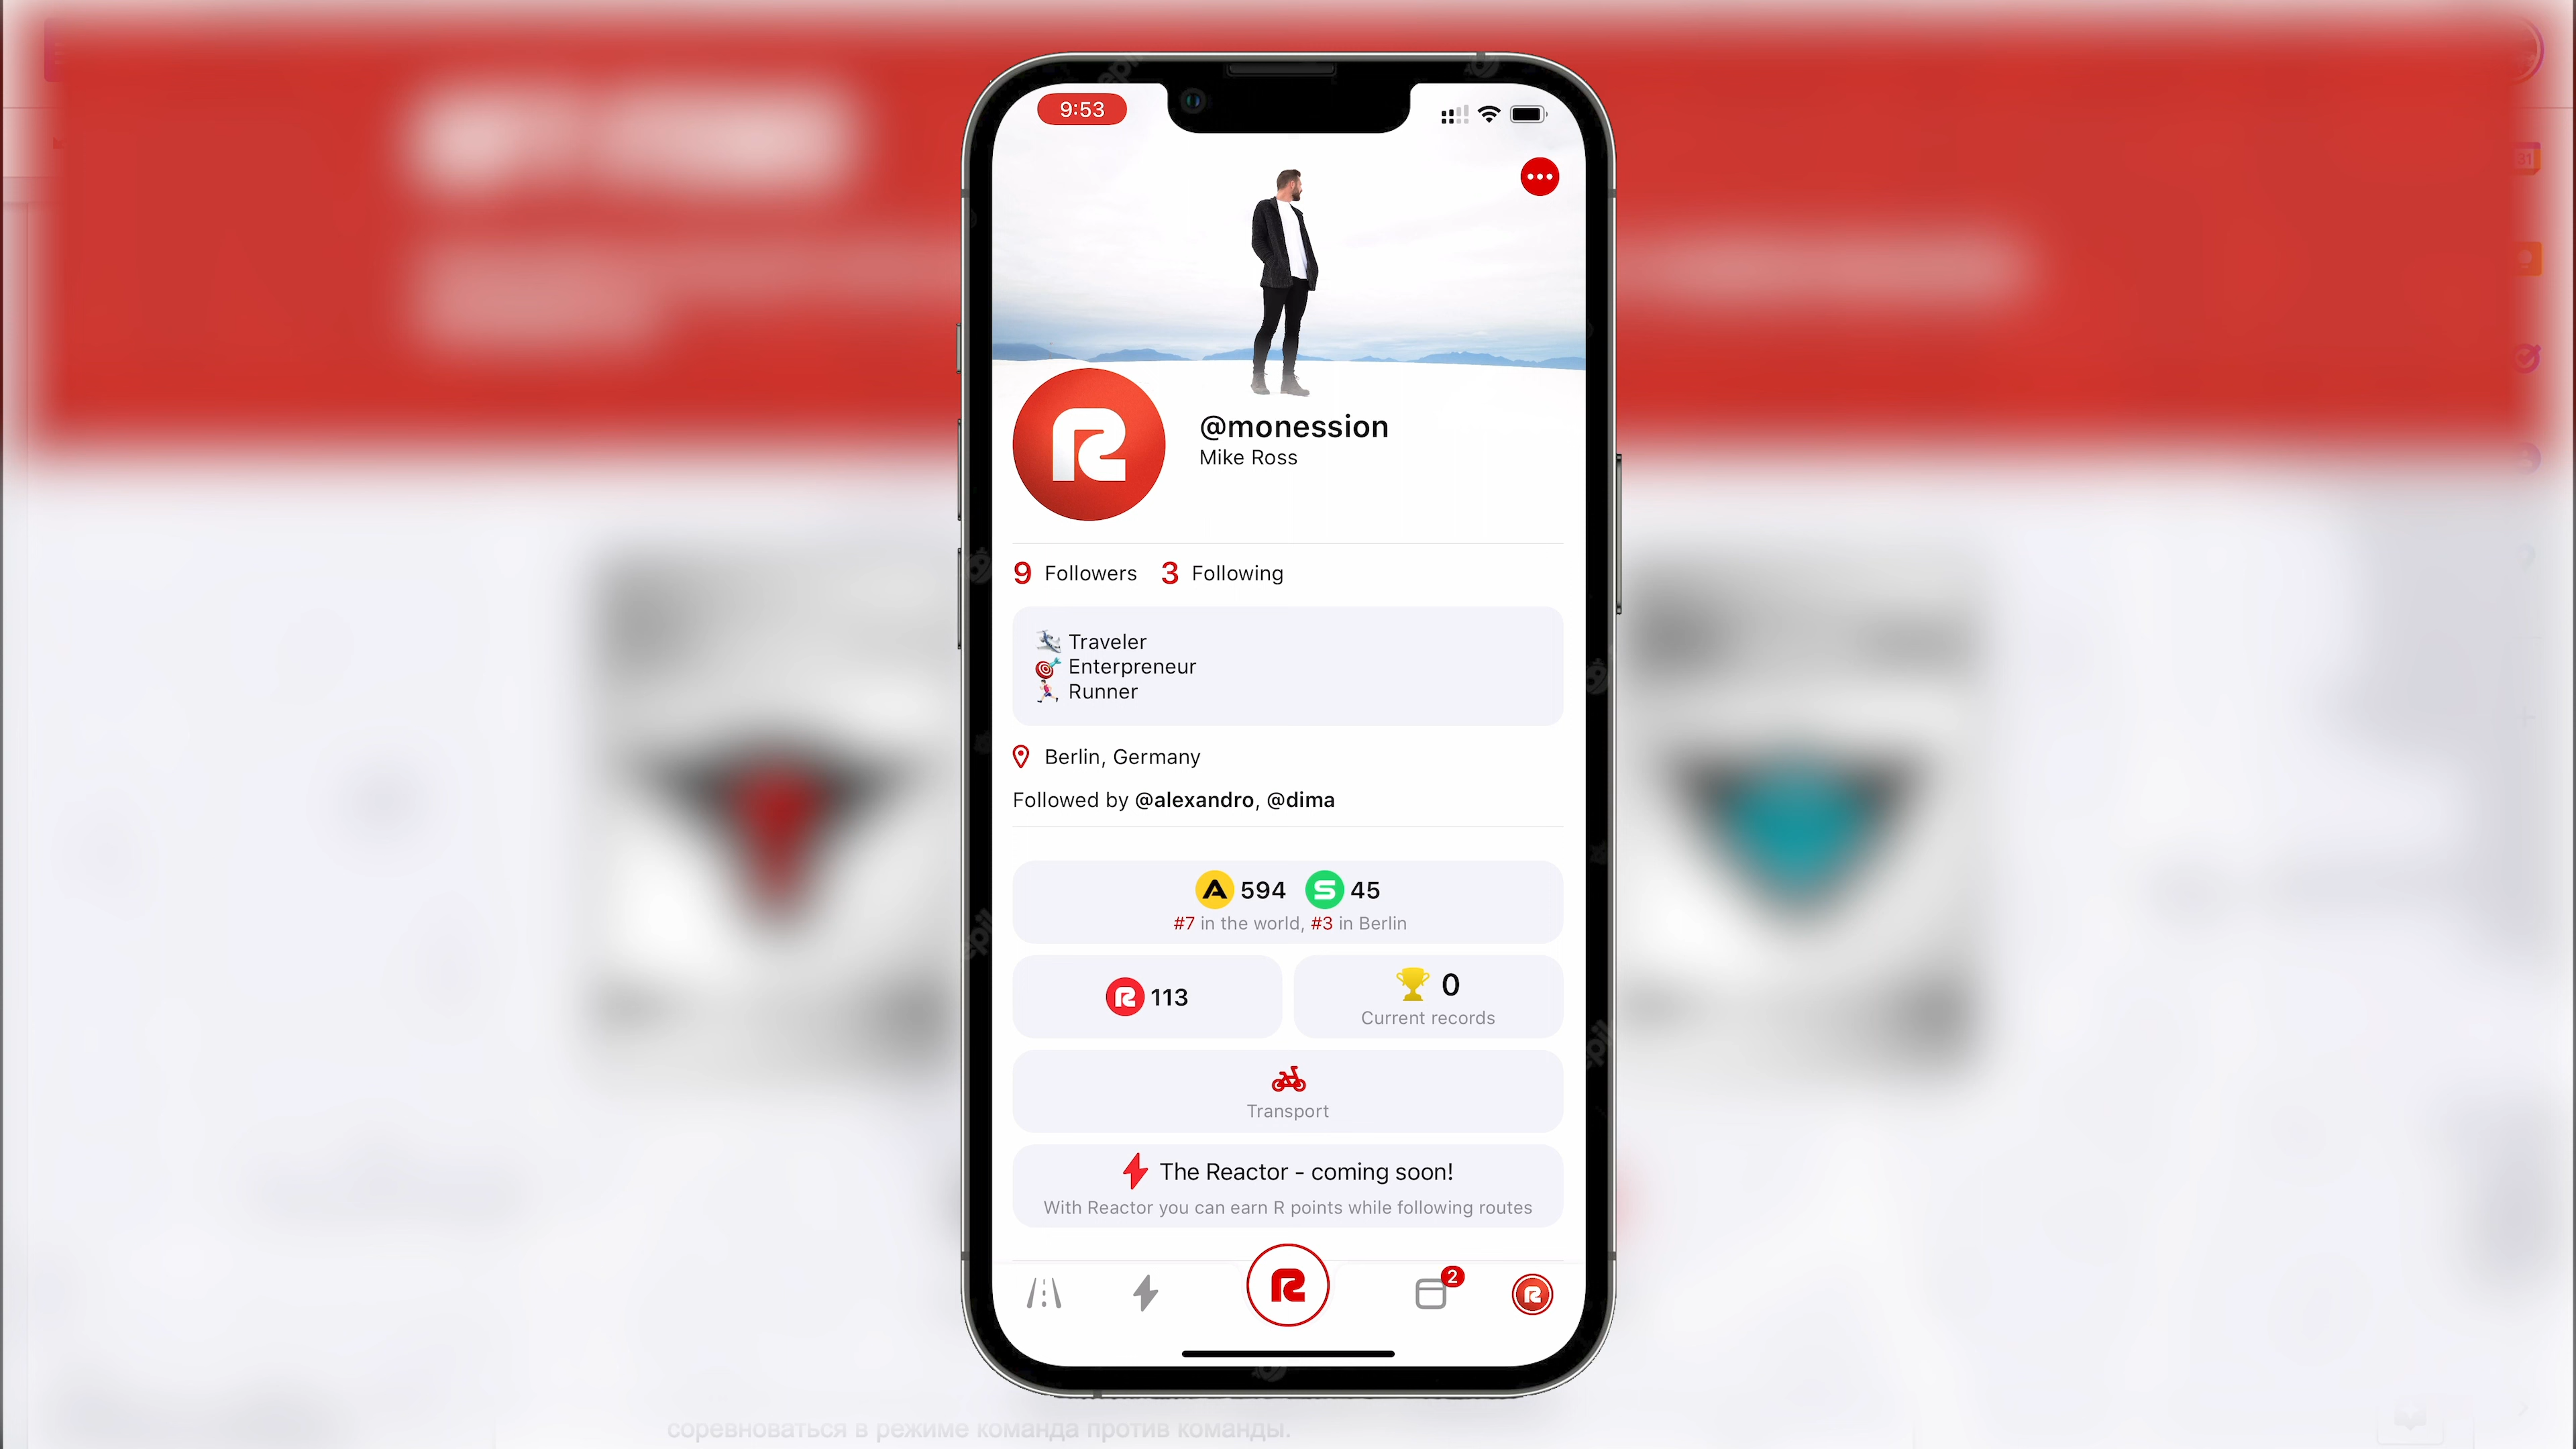 9:53
@monession
Mike Ross
9 Followers 3 Following
Traveler
Enterpreneur
Runner
Berlin, Germany
Followed by @alexandro, @dima
A 594 S 45
#7 in the world, #3 in Berlin
R 113
0
Current records
Transport
The Reactor - coming soon!
With Reactor you can earn R points while following routes
2
соревноваться в режиме команда против команды.